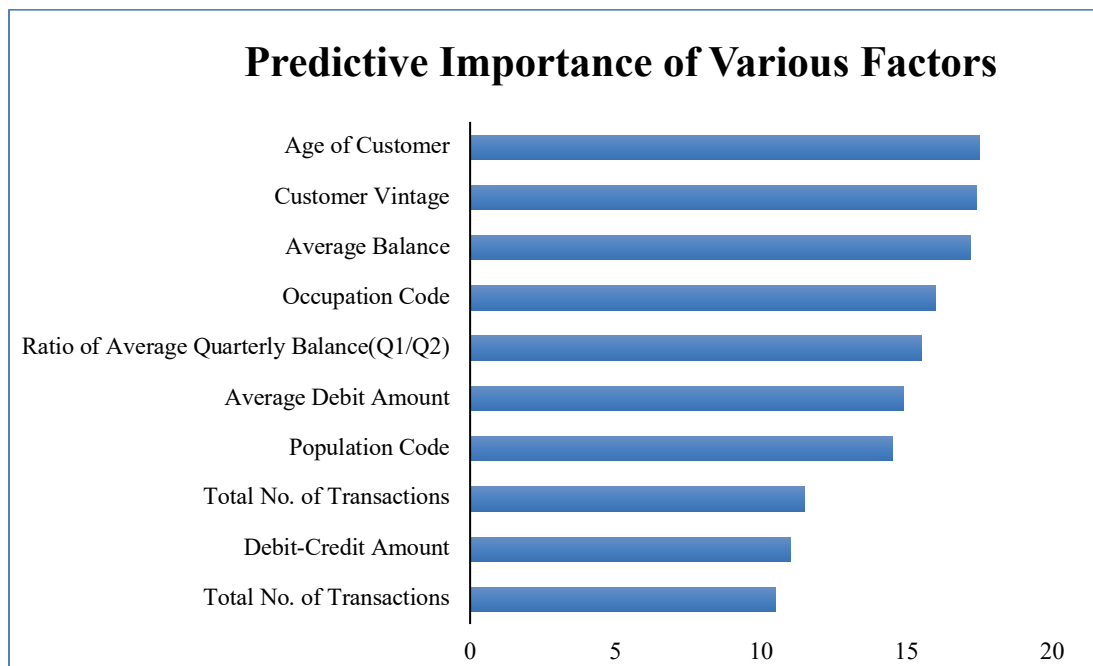 Predictive Importance of Various Factors
Age of Customer
Customer Vintage
Average Balance
Occupation Code
Ratio of Average Quarterly Balance(Q1/Q2)
Average Debit Amount
Population Code
Total No. of Transactions
Debit-Credit Amount
Total No. of Transactions
0 5 10 15 20